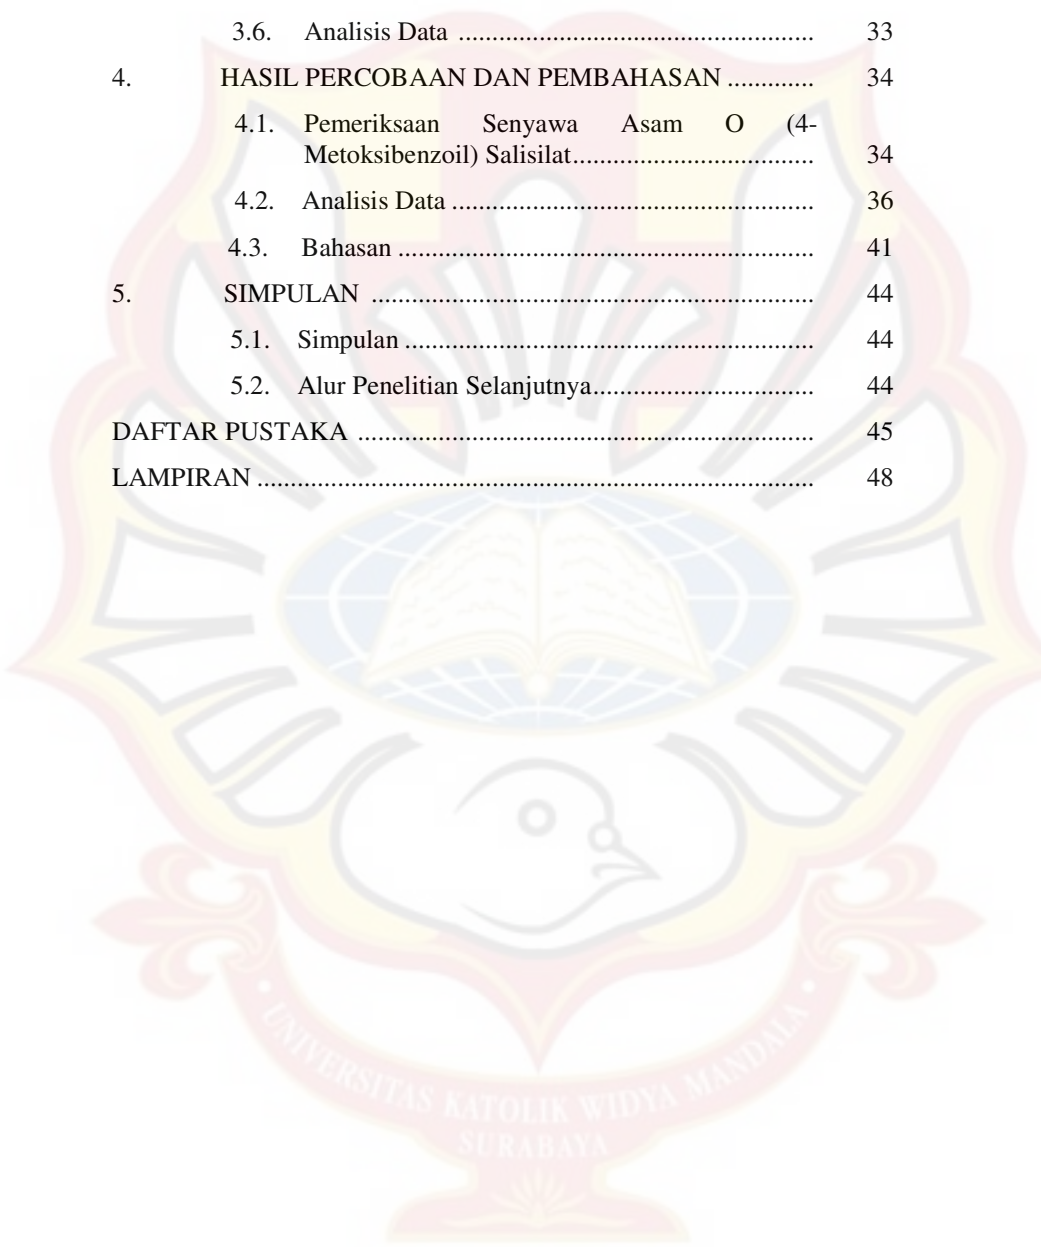 3.6. Analisis Data .................................................... 33
4. HASIL PERCOBAAN DAN PEMBAHASAN ............. 34
4.1. Pemeriksaan Senyawa Asam O (4-
Metoksibenzoil) Salisilat.................................... 34
4.2. Analisis Data ..................................................... 36
4.3. Bahasan ............................................................. 41
5. SIMPULAN ................................................................. 44
5.1. Simpulan ............................................................ 44
5.2. Alur Penelitian Selanjutnya................................. 44
DAFTAR PUSTAKA ................................................................... 45
LAMPIRAN .................................................................................. 48
UNIVERSITAS KATOLIK WIDYA MANDALA
SURABAYA